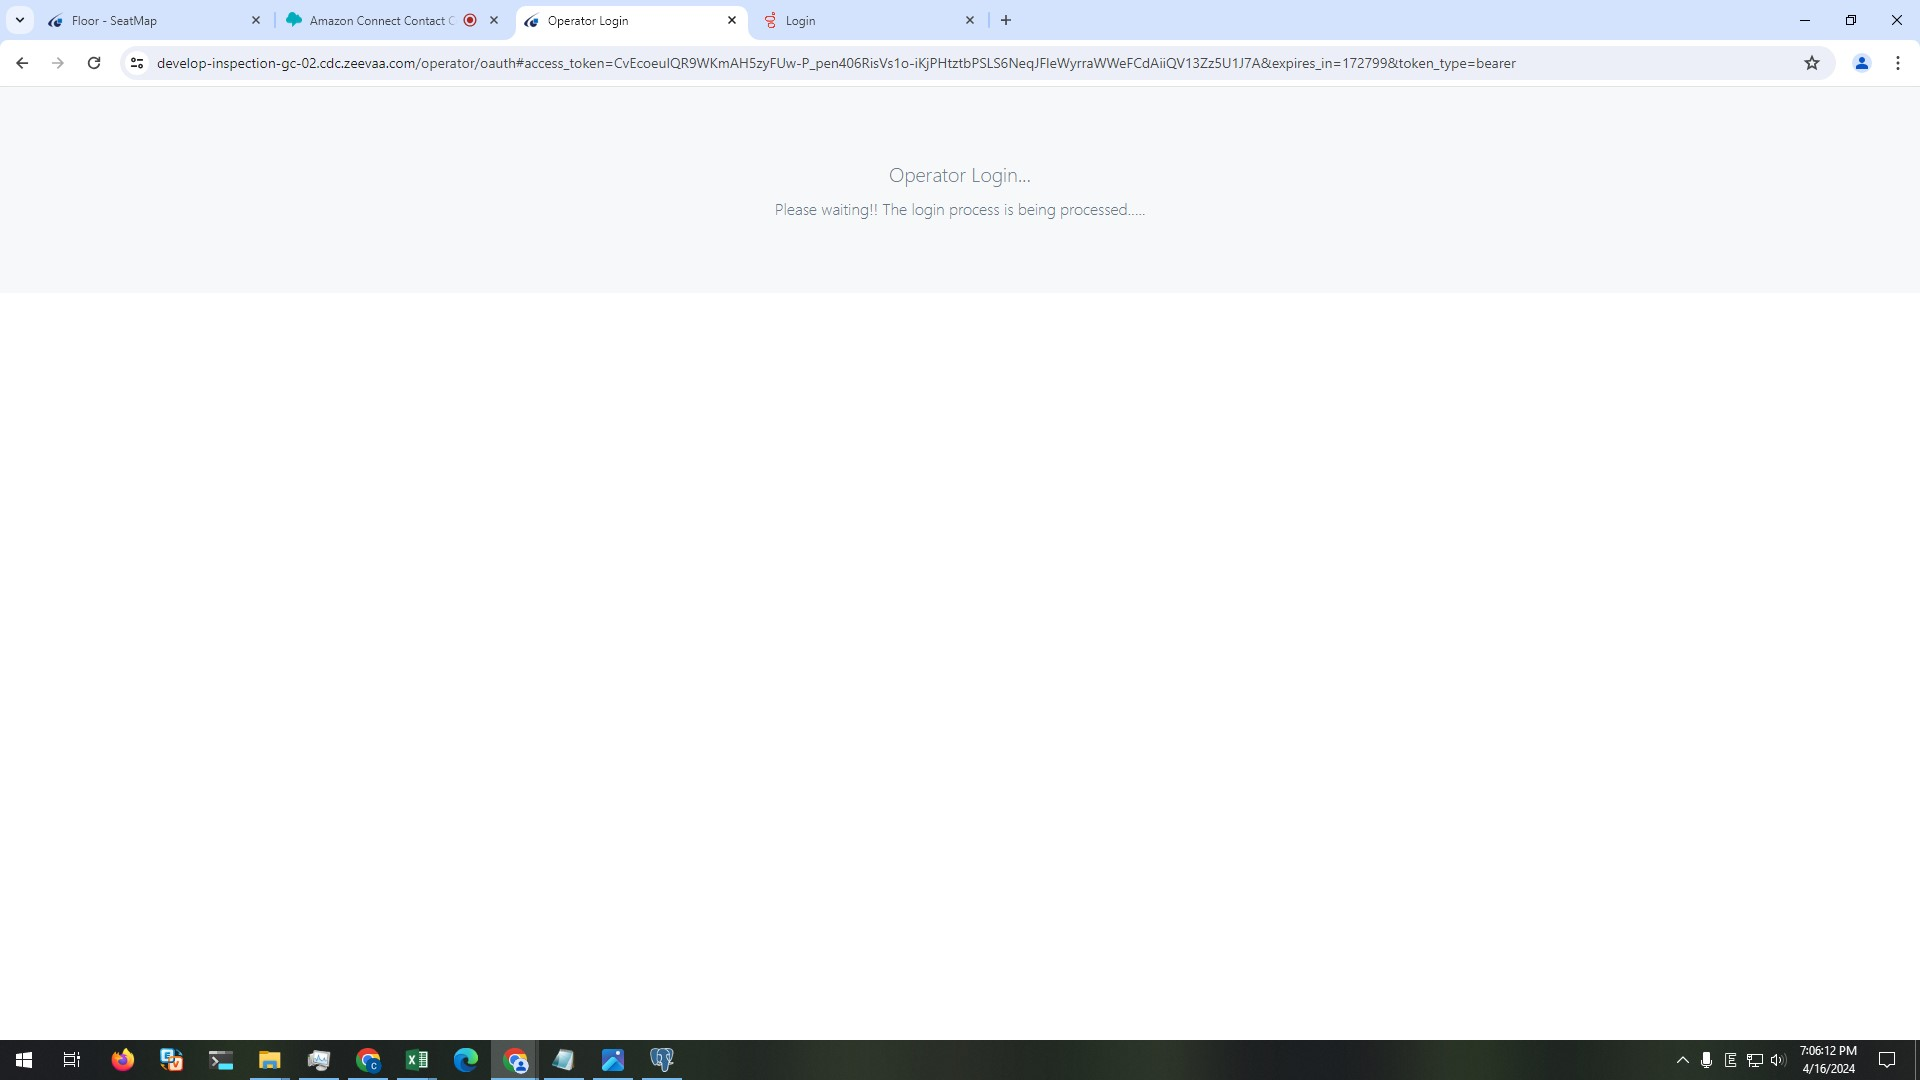 Floor - SeatMap
Amazon Connect Contact C
Operator Login
Login
develop-inspection-gc-02.cdc.zeevaa.com/operator/oauth#access_token=CvEcoeulQR9WKmAH5zyFUw-P_pen406RisVs1o-iKjPHtztbPSLS6NeqJFIeWyrraWWeFCdAiiQV13Zz5U1J7A&expires_in=172799&token_type=bearer
Operator Login...
Please waiting!! The login process is being processed.....
7:06:12 PM
4/16/2024